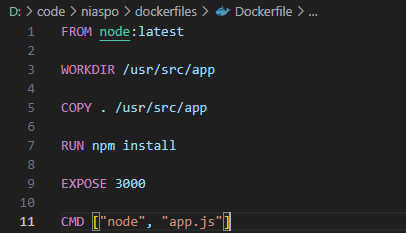 D: > code > niaspo > dockerfiles > Dockerfile > ...
1 FROM node:latest
2
3 WORKDIR /usr/src/app
4
5 COPY . /usr/src/app
6
7 RUN npm install
8
9 EXPOSE 3000
10
11 CMD ["node", "app.js"]